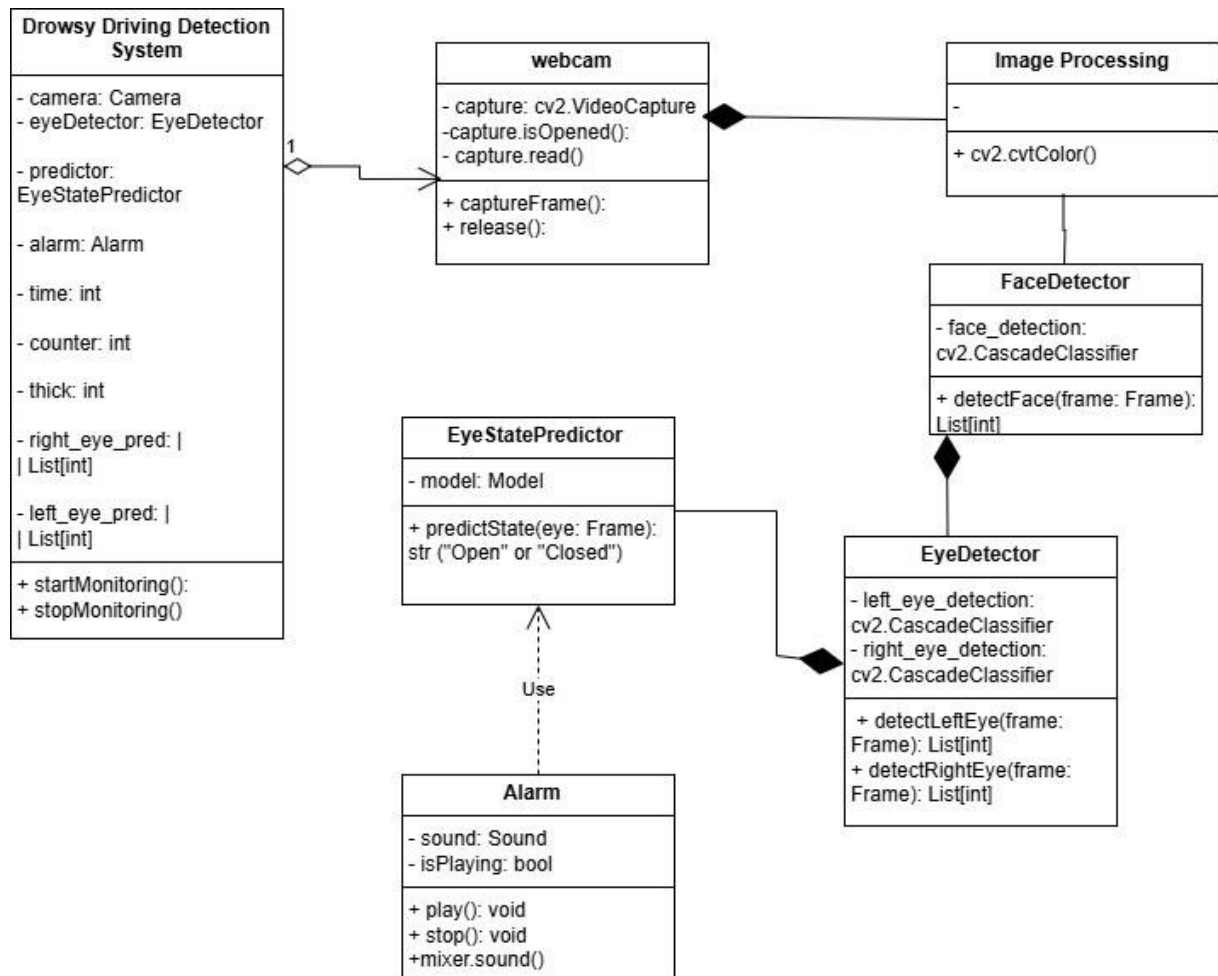 Drowsy Driving Detection
System
- camera: Camera
- eyeDetector: EyeDetector
- predictor:
EyeStatePredictor
- alarm: Alarm
- time: int
- counter: int
- thick: int
- right_eye_pred: |
| List[int]
- left_eye_pred: |
| List[int]
+ startMonitoring():
+ stopMonitoring()
1
webcam
- capture: cv2.VideoCapture
-capture.isOpened():
- capture.read()
+ captureFrame():
+ release():
Image Processing
-
+ cv2.cvtColor()
FaceDetector
- face_detection:
cv2.CascadeClassifier
+ detectFace(frame: Frame):
List[int]
EyeStatePredictor
- model: Model
+ predictState(eye: Frame):
str ("Open" or "Closed")
EyeDetector
- left_eye_detection:
cv2.CascadeClassifier
- right_eye_detection:
cv2.CascadeClassifier
+ detectLeftEye(frame:
Frame): List[int]
+ detectRightEye(frame:
Frame): List[int]
Use
Alarm
- sound: Sound
- isPlaying: bool
+ play(): void
+ stop(): void
+mixer.sound()